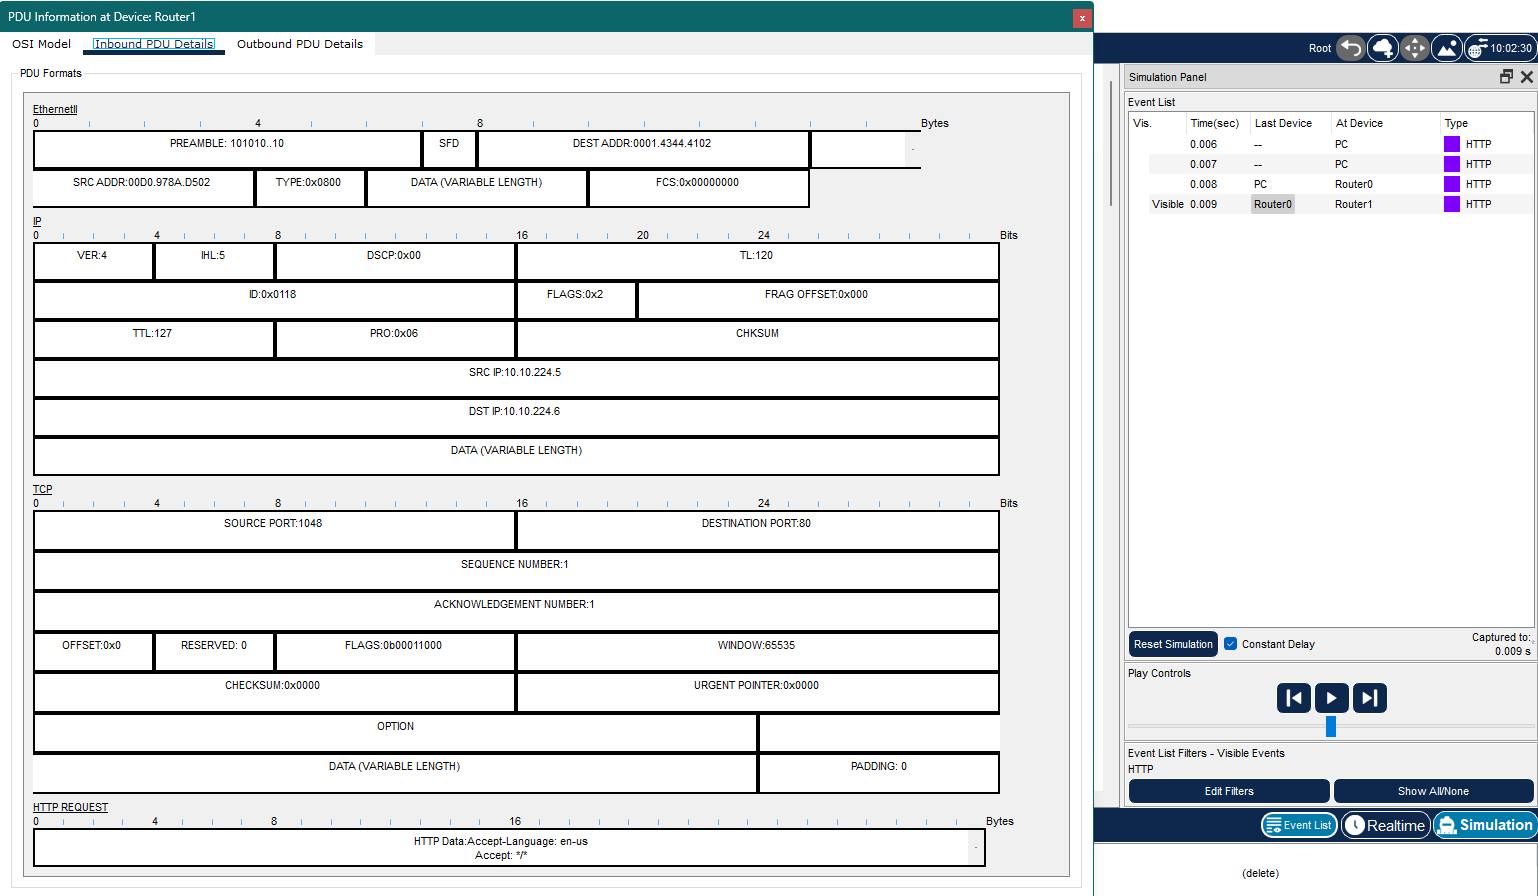 PDU Information at Device: Router1
x
OSI Model Inbound PDU Details Outbound PDU Details
PDU Formats
EthernetII
0 4 8 Bytes
PREAMBLE: 101010..10 SFD DEST ADDR:0001.4344.4102
SRC ADDR:00D0.978A.D502 TYPE:0x0800 DATA (VARIABLE LENGTH) FCS:0x00000000
IP
0 4 8 16 20 24 Bits
VER:4 IHL:5 DSCP:0x00 TL:120
ID:0x0118 FLAGS:0x2 FRAG OFFSET:0x000
TTL:127 PRO:0x06 CHKSUM
SRC IP:10.10.224.5
DST IP:10.10.224.6
DATA (VARIABLE LENGTH)
TCP
0 4 8 16 24 Bits
SOURCE PORT:1048 DESTINATION PORT:80
SEQUENCE NUMBER:1
ACKNOWLEDGEMENT NUMBER:1
OFFSET:0x0 RESERVED: 0 FLAGS:0b00011000 WINDOW:65535
CHECKSUM:0x0000 URGENT POINTER:0x0000
OPTION
DATA (VARIABLE LENGTH) PADDING: 0
HTTP REQUEST
0 4 8 16 Bytes
HTTP Data:Accept-Language: en-us
Accept: */*
Root 10:02:30
Simulation Panel
Event List
Vis. Time(sec) Last Device At Device Type
0.006 -- PC HTTP
0.007 -- PC HTTP
0.008 PC Router0 HTTP
Visible 0.009 Router0 Router1 HTTP
Reset Simulation Constant Delay Captured to:
0.009 s
Play Controls
Event List Filters - Visible Events
HTTP
Edit Filters Show All/None
Event List Realtime Simulation
(delete)